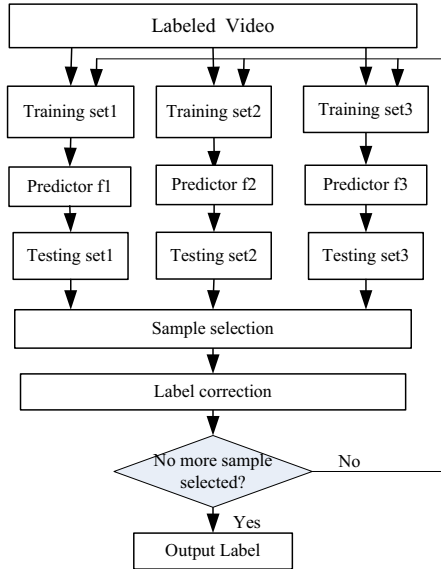 Labeled Video
Training set1
Training set2
Training set3
Predictor f1
Predictor f2
Predictor f3
Testing set1
Testing set2
Testing set3
Sample selection
Label correction
No more sample
selected?
No
Yes
Output Label